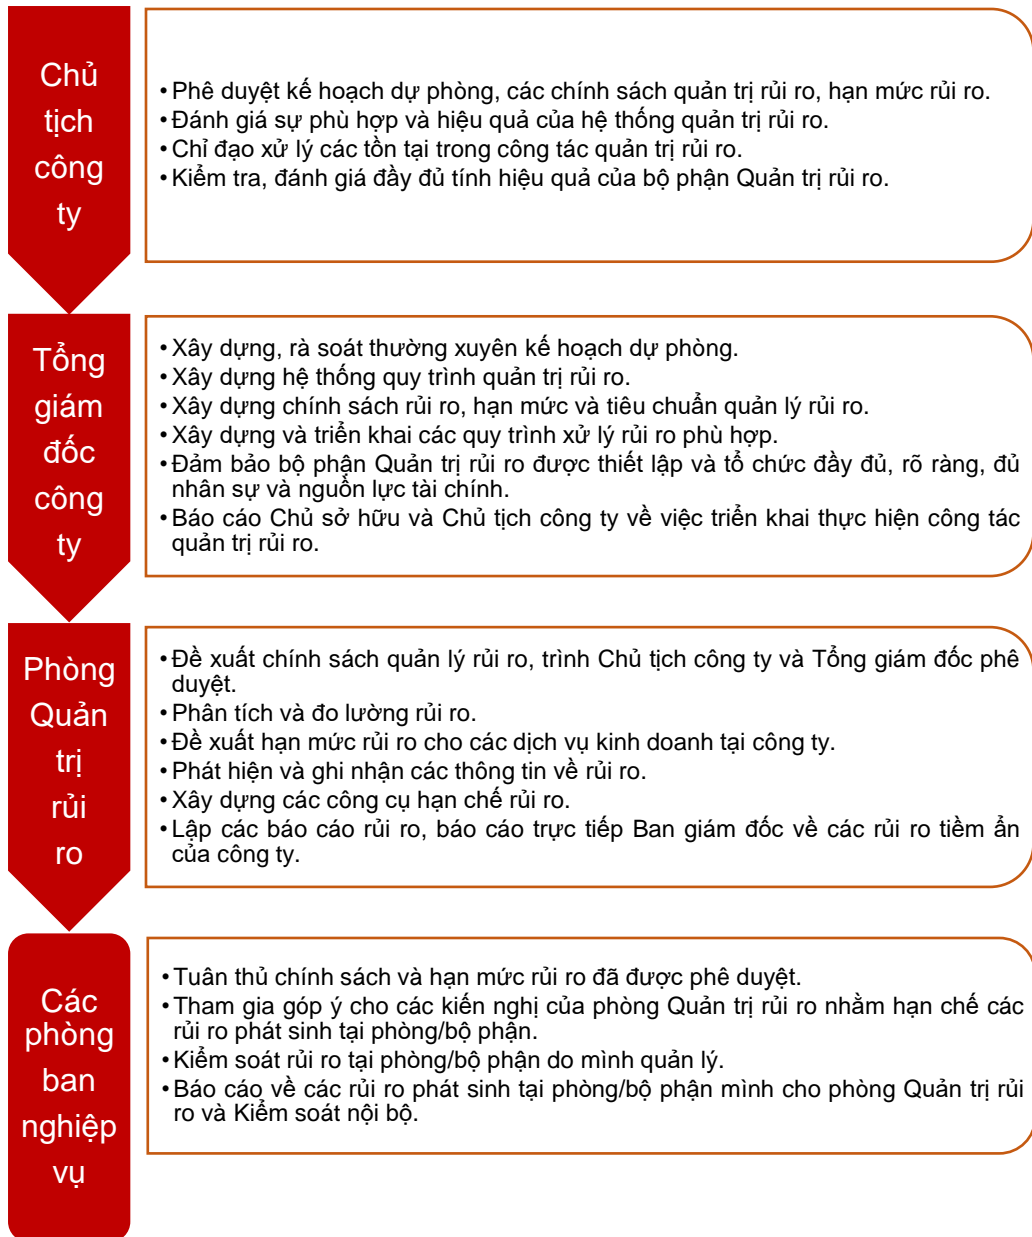 Chủ
tịch
công
ty
• Phê duyệt kế hoạch dự phòng, các chính sách quản trị rủi ro, hạn mức rủi ro.
• Đánh giá sự phù hợp và hiệu quả của hệ thống quản trị rủi ro.
• Chỉ đạo xử lý các tồn tại trong công tác quản trị rủi ro.
• Kiểm tra, đánh giá đầy đủ tính hiệu quả của bộ phận Quản trị rủi ro.
Tổng
giám
đốc
công
ty
• Xây dựng, rà soát thường xuyên kế hoạch dự phòng.
• Xây dựng hệ thống quy trình quản trị rủi ro.
• Xây dựng chính sách rủi ro, hạn mức và tiêu chuẩn quản lý rủi ro.
• Xây dựng và triển khai các quy trình xử lý rủi ro phù hợp.
• Đảm bảo bộ phận Quản trị rủi ro được thiết lập và tổ chức đầy đủ, rõ ràng, đủ
nhân sự và nguồn lực tài chính.
• Báo cáo Chủ sở hữu và Chủ tịch công ty về việc triển khai thực hiện công tác
quản trị rủi ro.
Phòng
Quản
trị
rủi
ro
• Đề xuất chính sách quản lý rủi ro, trình Chủ tịch công ty và Tổng giám đốc phê
duyệt.
• Phân tích và đo lường rủi ro.
• Đề xuất hạn mức rủi ro cho các dịch vụ kinh doanh tại công ty.
• Phát hiện và ghi nhận các thông tin về rủi ro.
• Xây dựng các công cụ hạn chế rủi ro.
• Lập các báo cáo rủi ro, báo cáo trực tiếp Ban giám đốc về các rủi ro tiềm ẩn
của công ty.
Các
phòng
ban
nghiệp
vụ
• Tuân thủ chính sách và hạn mức rủi ro đã được phê duyệt.
• Tham gia góp ý cho các kiến nghị của phòng Quản trị rủi ro nhằm hạn chế các
rủi ro phát sinh tại phòng/bộ phận.
• Kiểm soát rủi ro tại phòng/bộ phận do mình quản lý.
• Báo cáo về các rủi ro phát sinh tại phòng/bộ phận mình cho phòng Quản trị rủi
ro và Kiểm soát nội bộ.